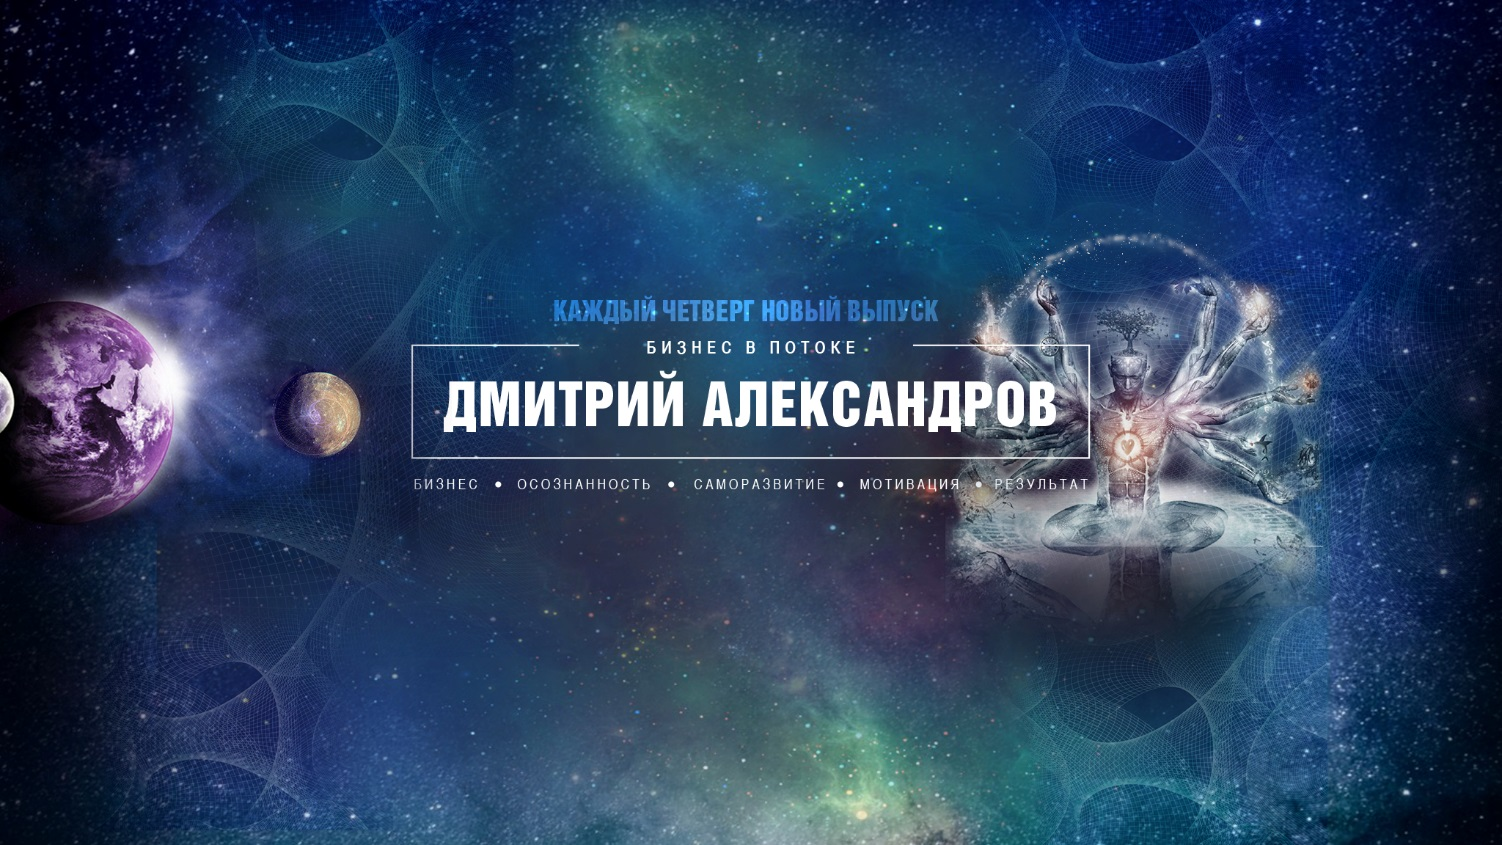 КАЖДЫЙ ЧЕТВЕРГ НОВЫЙ ВЫПУСК
БИЗНЕС В ПОТОКЕ
ДМИТРИЙ АЛЕКСАНДРОВ
БИЗНЕС • ОСОЗНАННОСТЬ • САМОРАЗВИТИЕ • МОТИВАЦИЯ • РЕЗУЛЬТАТ